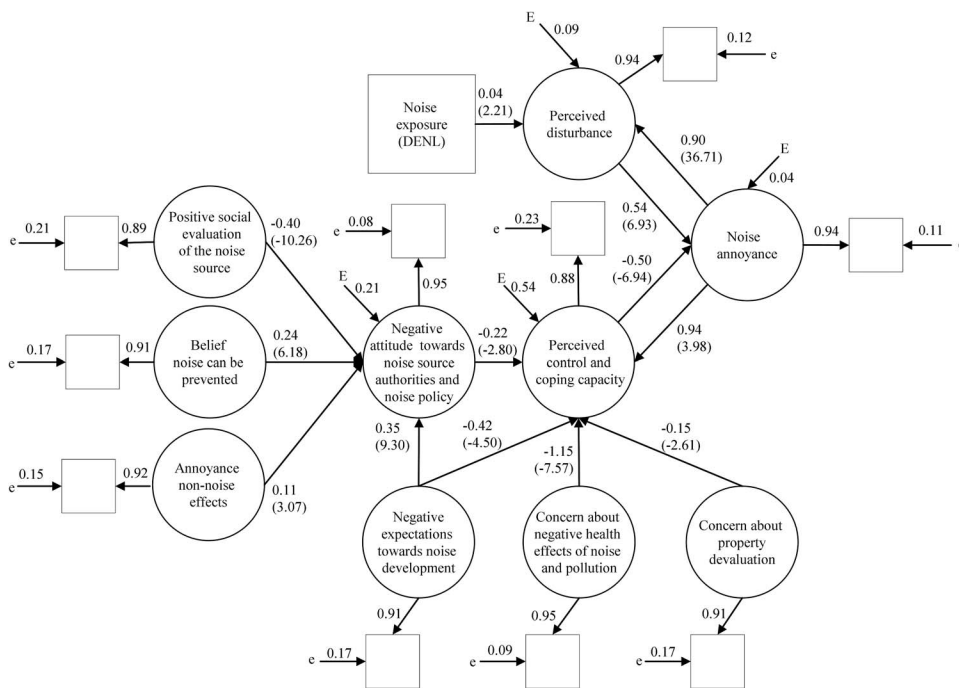 E
0.09
0.12
0.94
e
Noise
exposure
(DENL)
0.04
(2.21)
Perceived
disturbance
0.90
(36.71)
E
0.04
0.54
(6.93)
Noise
annoyance
0.94
0.11
e
-0.50
(-6.94)
0.94
(3.98)
0.21
e
0.89
Positive social
evaluation
of the noise
source
-0.40
(-10.26)
0.08
e
0.95
E
0.21
0.23
e
0.88
E
0.54
0.17
e
0.91
Belief
noise can be
prevented
0.24
(6.18)
Negative
attitude towards
noise source
authorities and
noise policy
-0.22
(-2.80)
Perceived
control and
coping capacity
0.15
e
0.92
Annoyance
non-noise
effects
0.11
(3.07)
0.35
(9.30)
-0.42
(-4.50)
-1.15
(-7.57)
-0.15
(-2.61)
Negative
expectations
towards noise
development
Concern about
negative health
effects of noise
and pollution
Concern about
property
devaluation
0.91
0.95
0.91
e
0.17
e
0.09
e
0.17